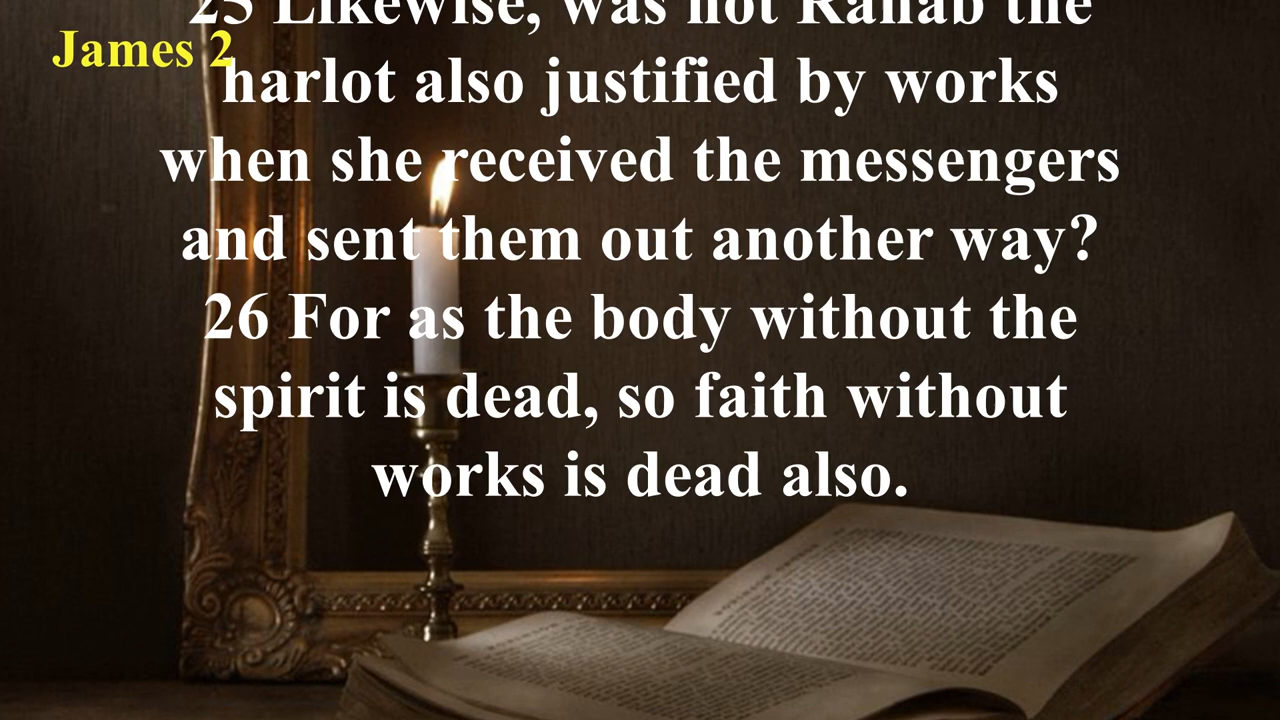 25 Likewise, was not Rahab the
James 2
harlot also justified by works
when she received the messengers
and sent them out another way?
26 For as the body without the
spirit is dead, so faith without
works is dead also.